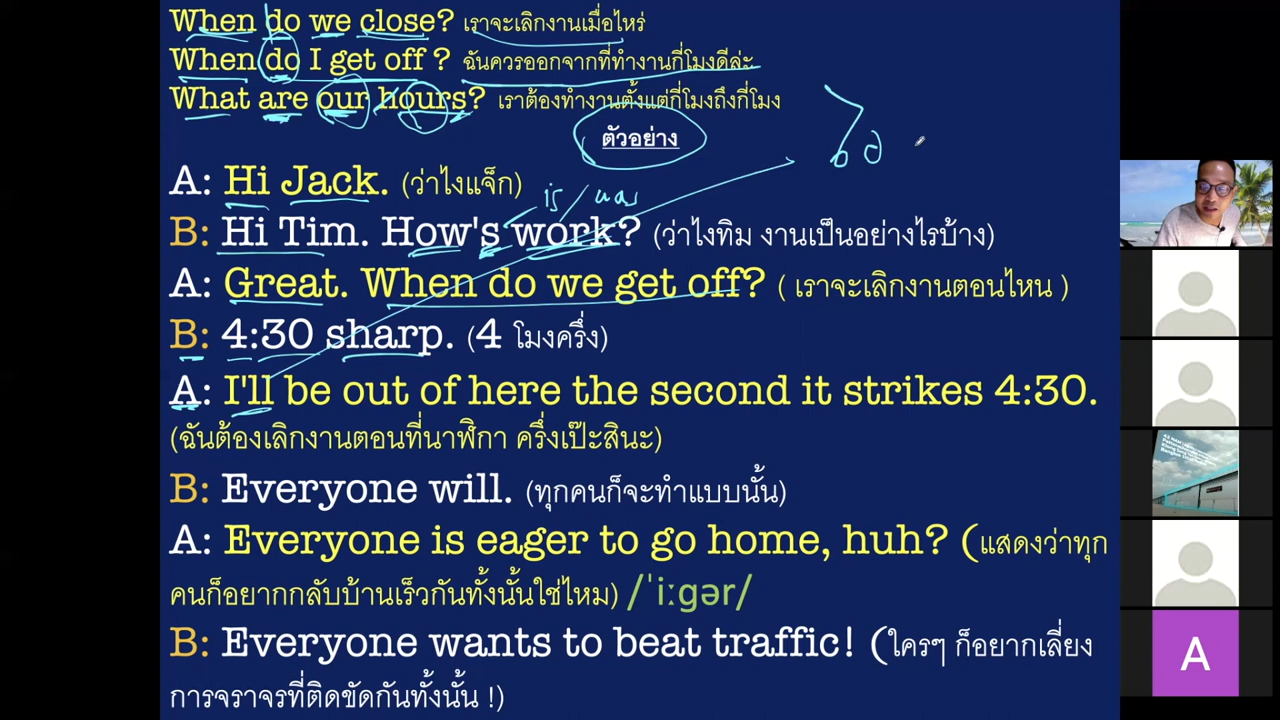 When do we close? เราจะเลิกงานเมื่อไหร่
When do I get off ? ฉันควรออกจากที่ทำงานกี่โมงดีล่ะ
What are our hours? เราต้องทำงานตั้งแต่กี่โมงถึงกี่โมง
ตัวอย่าง
A: Hi Jack. (ว่าไงแจ็ก)
is / was
B: Hi Tim. How's work? (ว่าไงทิม งานเป็นอย่างไรบ้าง)
A: Great. When do we get off? ( เราจะเลิกงานตอนไหน )
B: 4:30 sharp. (4 โมงครึ่ง)
A: I'll be out of here the second it strikes 4:30.
(ฉันต้องเลิกงานตอนที่นาฬิกา ครึ่งเป๊ะสินะ)
B: Everyone will. (ทุกคนก็จะทำแบบนั้น)
A: Everyone is eager to go home, huh? (แสดงว่าทุก
คนก็อยากกลับบ้านเร็วกันทั้งนั้นใช่ไหม) /ˈiːgər/
B: Everyone wants to beat traffic! (ใครๆ ก็อยากเลี่ยง
การจราจรที่ติดขัดกันทั้งนั้น !)
A